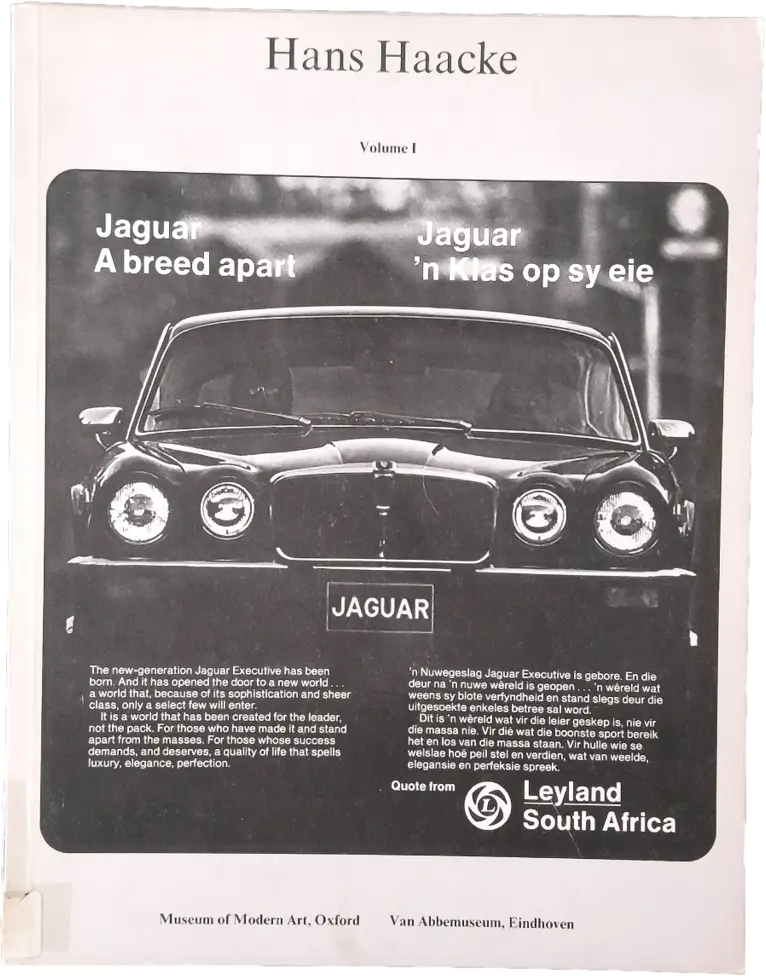 Hans Haacke
Volume I
Jaguar
A breed apart
Jaguar
'n Klas op sy eie
JAGUAR
The new-generation Jaguar Executive has been
born. And it has opened the door to a new world . . .
a world that, because of its sophistication and sheer
class, only a select few will enter.
It is a world that has been created for the leader,
not the pack. For those who have made it and stand
apart from the masses. For those whose success
demands, and deserves, a quality of life that spells
luxury, elegance, perfection.
'n Nuwegeslag Jaguar Executive is gebore. En die
deur na 'n nuwe wêreld is geopen . . . 'n wêreld wat
weens sy blote verfyndheid en stand slegs deur die
uitgesoekte enkeles betree sal word.
Dit is 'n wêreld wat vir die leier geskep is, nie vir
die massa nie. Vir dié wat die boonste sport bereik
het en los van die massa staan. Vir hulle wie se
welslae hoë peil stel en verdien, wat van weelde,
elegansie en perfeksie spreek.
Quote from
L
Leyland
South Africa
Museum of Modern Art, Oxford Van Abbemuseum, Eindhoven